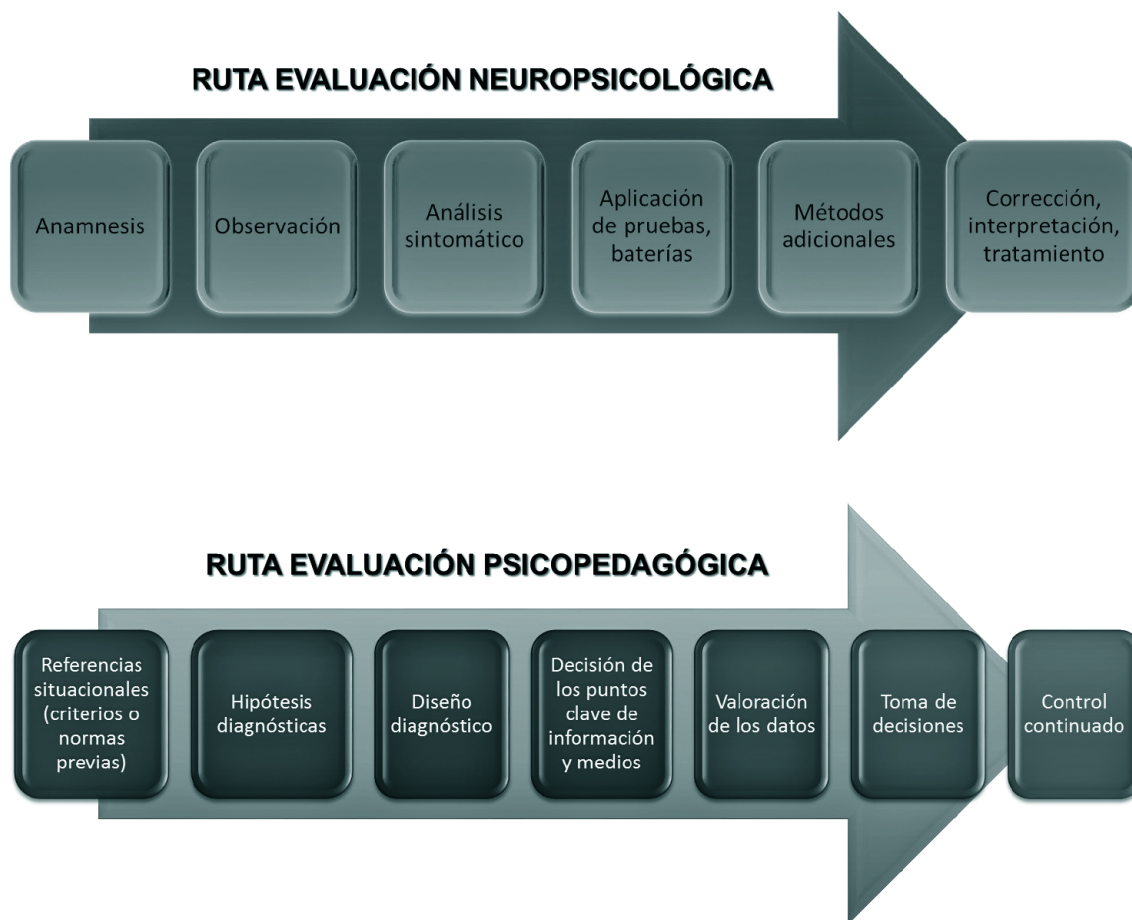 RUTA EVALUACIÓN NEUROPSICOLÓGICA
Anamnesis
Observación
Análisis
sintomático
Aplicación
de pruebas,
baterías
Métodos
adicionales
Corrección,
interpretación,
tratamiento
RUTA EVALUACIÓN PSICOPEDAGÓGICA
Referencias
situacionales
(criterios o
normas
previas)
Hipótesis
diagnósticas
Diseño
diagnóstico
Decisión de
los puntos
clave de
información
y medios
Valoración
de los datos
Toma de
decisiones
Control
continuado